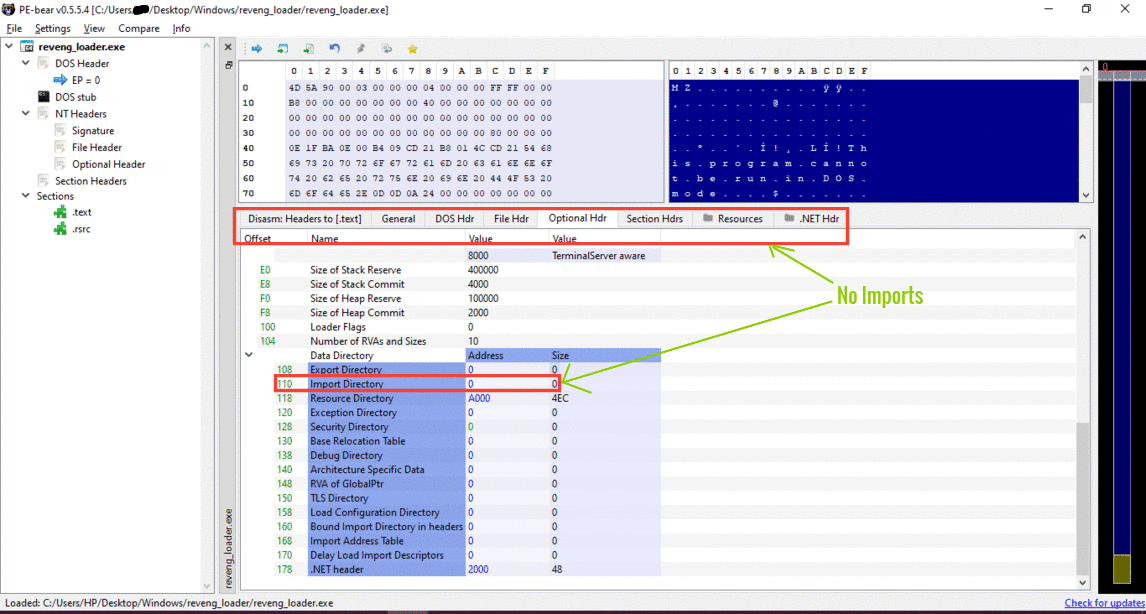 PE-bear v0.5.5.4 [C:/Users/ /Desktop/Windows/reveng_loader/reveng_loader.exe]
File Settings View Compare Info
reveng_loader.exe
DOS Header
EP = 0
DOS stub
NT Headers
Signature
File Header
Optional Header
Section Headers
Sections
.text
.rsrc
0 1 2 3 4 5 6 7 8 9 A B C D E F
0 4D 5A 90 00 03 00 00 00 04 00 00 00 FF FF 00 00
10 B8 00 00 00 00 00 00 00 40 00 00 00 00 00 00 00
20 00 00 00 00 00 00 00 00 00 00 00 00 00 00 00 00
30 00 00 00 00 00 00 00 00 00 00 00 00 80 00 00 00
40 0E 1F BA 0E 00 B4 09 CD 21 B8 01 4C CD 21 54 68
50 69 73 20 70 72 6F 67 72 61 6D 20 63 61 6E 6E 6F
60 74 20 62 65 20 72 75 6E 20 69 6E 20 44 4F 53 20
70 6D 6F 64 65 2E 0D 0D 0A 24 00 00 00 00 00 00 00
0 1 2 3 4 5 6 7 8 9 A B C D E F
M Z . . . . . . . . . . ÿ ÿ . .
¸ . . . . . . . @ . . . . . . .
. . . . . . . . . . . . . . . .
. . . . . . . . . . . . . . . .
. . º . . ´ . Í ! ¸ . L Í ! T h
i s . p r o g r a m . c a n n o
t . b e . r u n . i n . D O S .
m o d e . . . . $ . . . . . . .
0
Disasm: Headers to [.text] General DOS Hdr File Hdr Optional Hdr Section Hdrs Resources .NET Hdr
Offset Name Value Value
8000 TerminalServer aware
E0 Size of Stack Reserve 400000
E8 Size of Stack Commit 4000
F0 Size of Heap Reserve 100000
F8 Size of Heap Commit 2000
100 Loader Flags 0
104 Number of RVAs and Sizes 10
Data Directory Address Size
108 Export Directory 0 0
110 Import Directory 0 0
118 Resource Directory A000 4EC
120 Exception Directory 0 0
128 Security Directory 0 0
130 Base Relocation Table 0 0
138 Debug Directory 0 0
140 Architecture Specific Data 0 0
148 RVA of GlobalPtr 0 0
150 TLS Directory 0 0
158 Load Configuration Directory 0 0
160 Bound Import Directory in headers 0 0
168 Import Address Table 0 0
170 Delay Load Import Descriptors 0 0
178 .NET header 2000 48
No Imports
reveng_loader.exe
Loaded: C:/Users/HP/Desktop/Windows/reveng_loader/reveng_loader.exe
Check for updates